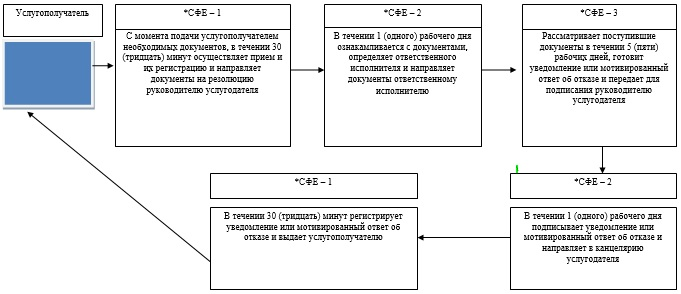 Услугополучатель
*СФЕ – 1
С момента подачи услугополучателем
необходимых документов, в течении 30
(тридцать) минут осуществляет прием и
их регистрацию и направляет
документы на резолюцию
руководителю услугодателя
*СФЕ – 2
В течении 1 (одного) рабочего дня
ознакамливается с документами,
определяет ответственного
исполнителя и направляет
документы ответственному
исполнителю
*СФЕ – 3
Рассматривает поступившие
документы в течении 5 (пяти)
рабочих дней, готовит
уведомление или мотивированный
ответ об отказе и передает для
подписания руководителю
услугодателя
*СФЕ – 2
В течении 1 (одного) рабочего дня
подписывает уведомление или
мотивированный ответ об отказе и
направляет в канцелярию
услугодателя
*СФЕ – 1
В течении 30 (тридцать) минут регистрирует
уведомление или мотивированный ответ об
отказе и выдает услугополучателю